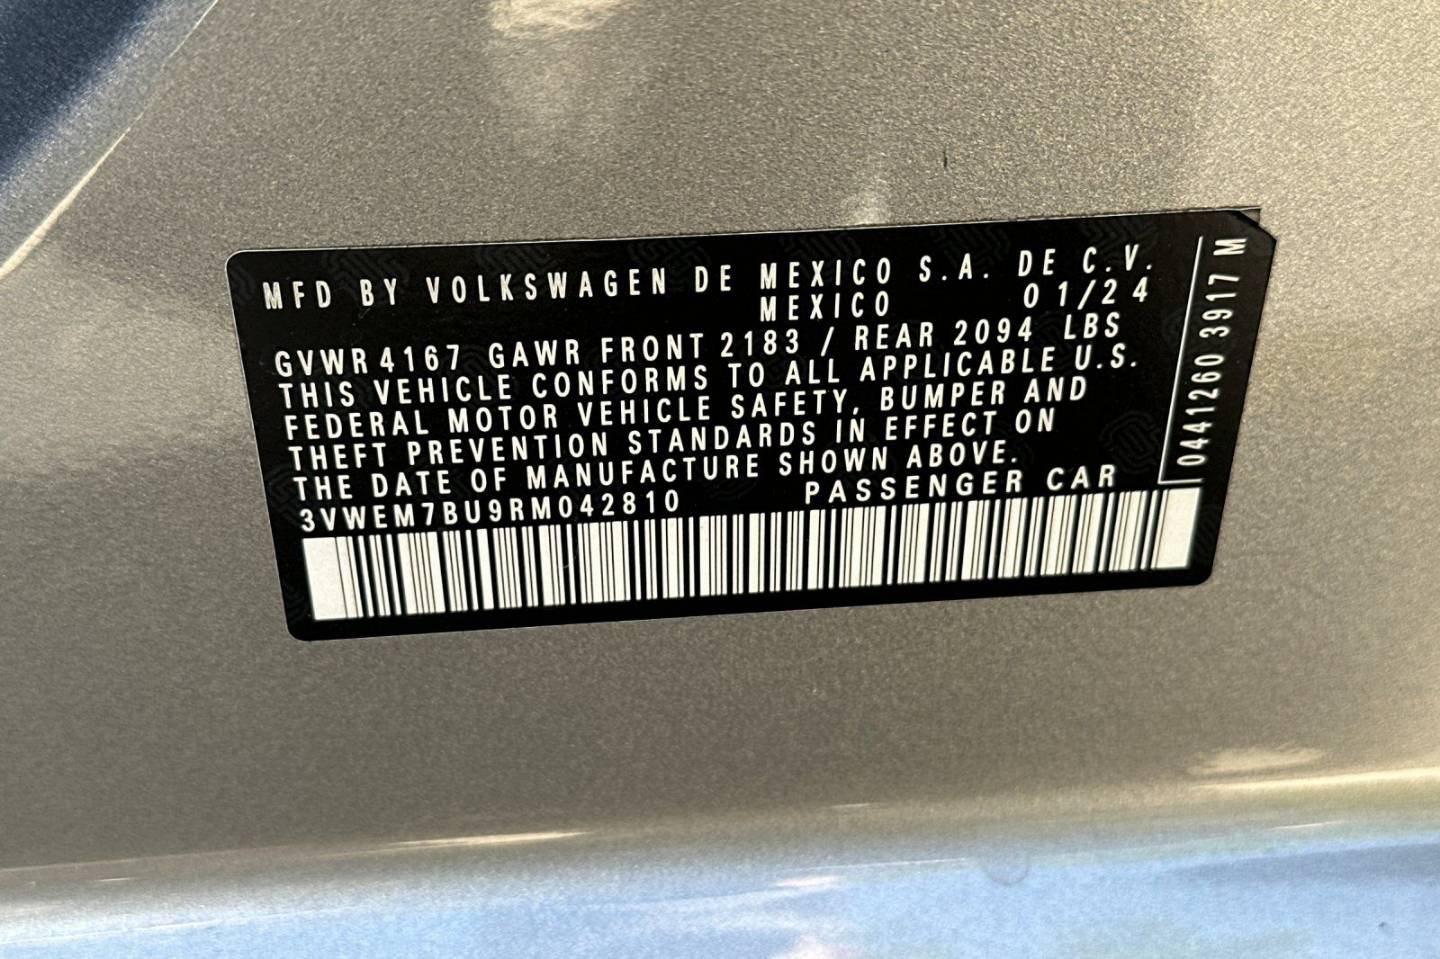 MFD BY VOLKSWAGEN DE MEXICO S.A. DE C.V.
MEXICO 01/24
GVWR 4167 GAWR FRONT 2183 / REAR 2094 LBS
THIS VEHICLE CONFORMS TO ALL APPLICABLE U.S.
FEDERAL MOTOR VEHICLE SAFETY, BUMPER AND
THEFT PREVENTION STANDARDS IN EFFECT ON
THE DATE OF MANUFACTURE SHOWN ABOVE.
3VWEM7BU9RM042810 PASSENGER CAR
0441260 3917 M